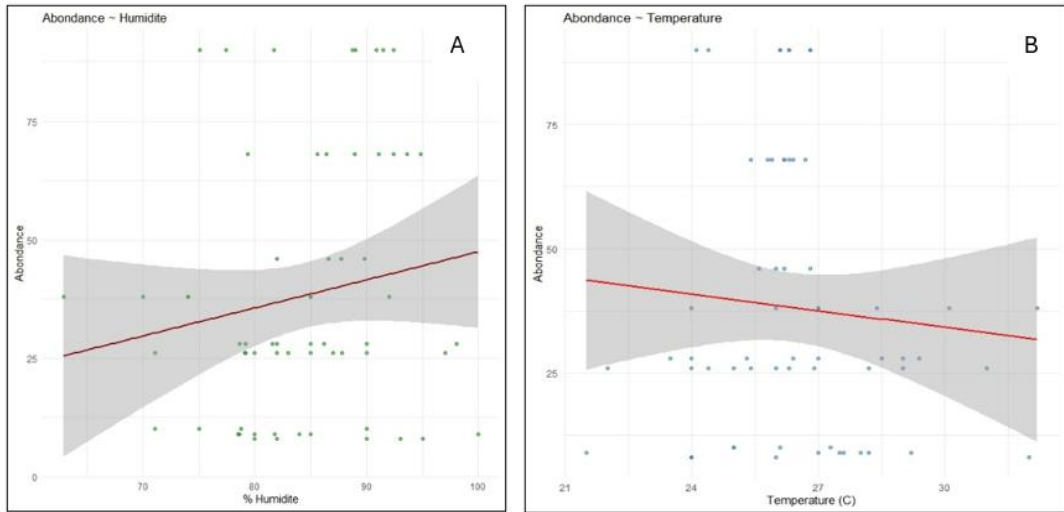 Abondance ~ Humidite
A
Abondance
75
50
25
0
70
80
90
100
% Humidite
Abondance ~ Temperature
B
Abondance
75
50
25
21
24
27
30
Temperature (C)